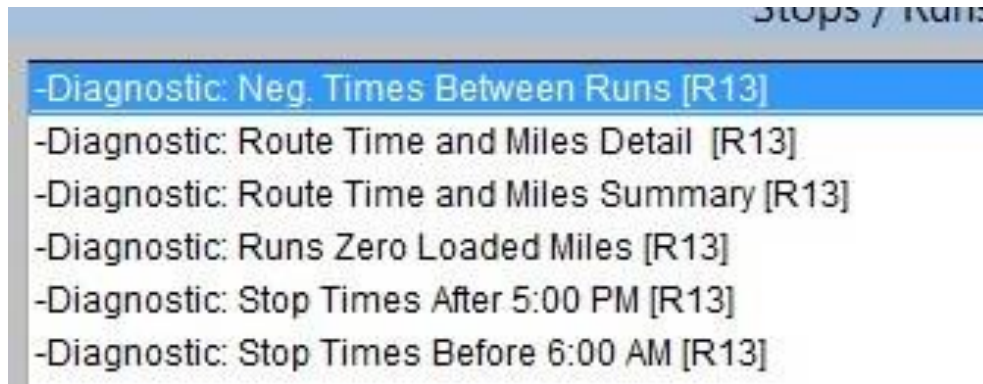 Stops / Runs
-Diagnostic: Neg. Times Between Runs [R13]
-Diagnostic: Route Time and Miles Detail  [R13]
-Diagnostic: Route Time and Miles Summary [R13]
-Diagnostic: Runs Zero Loaded Miles [R13]
-Diagnostic: Stop Times After 5:00 PM [R13]
-Diagnostic: Stop Times Before 6:00 AM [R13]